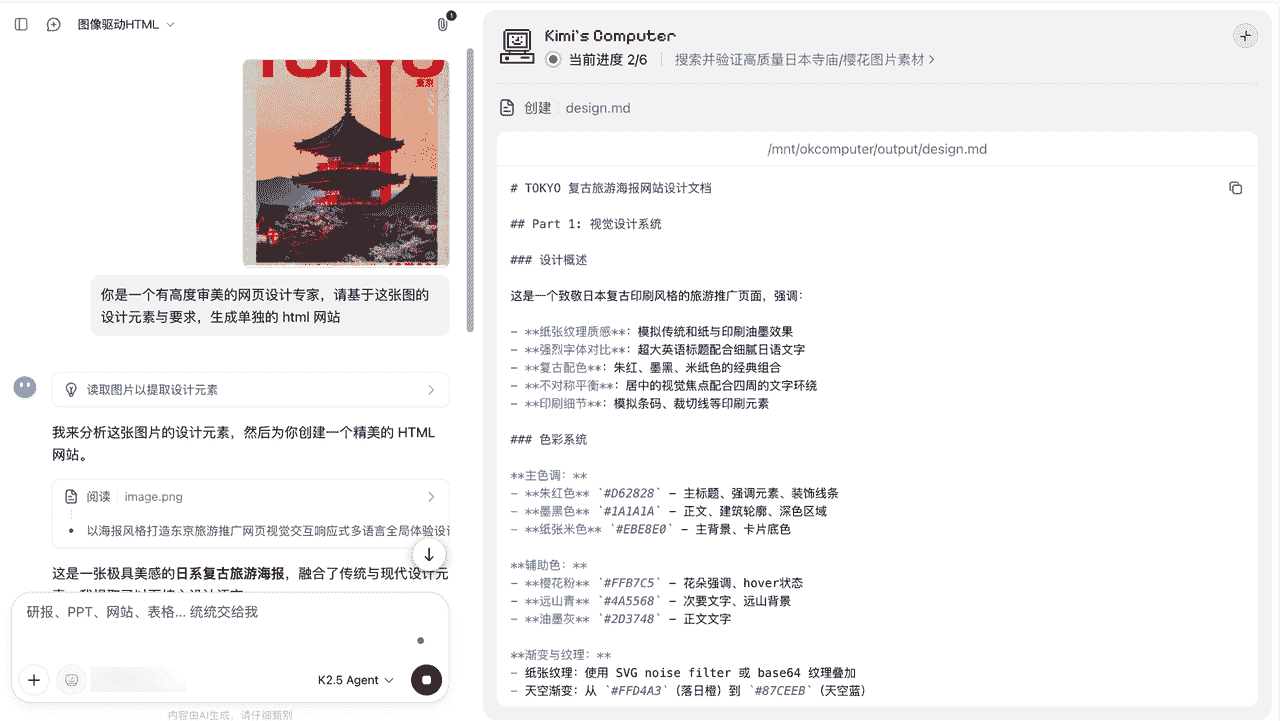 图像驱动HTML
1
TOKYO
東京
你是一个有高度审美的网页设计专家，请基于这张图的
设计元素与要求，生成单独的 html 网站
读取图片以提取设计元素
我来分析这张图片的设计元素，然后为你创建一个精美的 HTML
网站。
阅读 image.png
以海报风格打造东京旅游推广网页视觉交互响应式多语言全局体验设
这是一张极具美感的日系复古旅游海报，融合了传统与现代设计元
研报、PPT、网站、表格... 统统交给我
K2.5 Agent
内容由AI生成，请仔细甄别
Kimi's Computer
当前进度 2/6 搜索并验证高质量日本寺庙/樱花图片素材
创建 design.md
/mnt/okcomputer/output/design.md
# TOKYO 复古旅游海报网站设计文档
## Part 1: 视觉设计系统
### 设计概述
这是一个致敬日本复古印刷风格的旅游推广页面，强调：
- **纸张纹理质感**：模拟传统和纸与印刷油墨效果
- **强烈字体对比**：超大英语标题配合细腻日语文字
- **复古配色**：朱红、墨黑、米纸色的经典组合
- **不对称平衡**：居中的视觉焦点配合四周的文字环绕
- **印刷细节**：模拟条码、裁切线等印刷元素
### 色彩系统
**主色调：**
- **朱红色** `#D62828` - 主标题、强调元素、装饰线条
- **墨黑色** `#1A1A1A` - 正文、建筑轮廓、深色区域
- **纸张米色** `#EBE8E0` - 主背景、卡片底色
**辅助色：**
- **樱花粉** `#FFB7C5` - 花朵强调、hover状态
- **远山青** `#4A5568` - 次要文字、远山背景
- **油墨灰** `#2D3748` - 正文文字
**渐变与纹理：**
- 纸张纹理：使用 SVG noise filter 或 base64 纹理叠加
- 天空渐变：从 `#FFD4A3`（落日橙）到 `#87CEEB`（天空蓝）